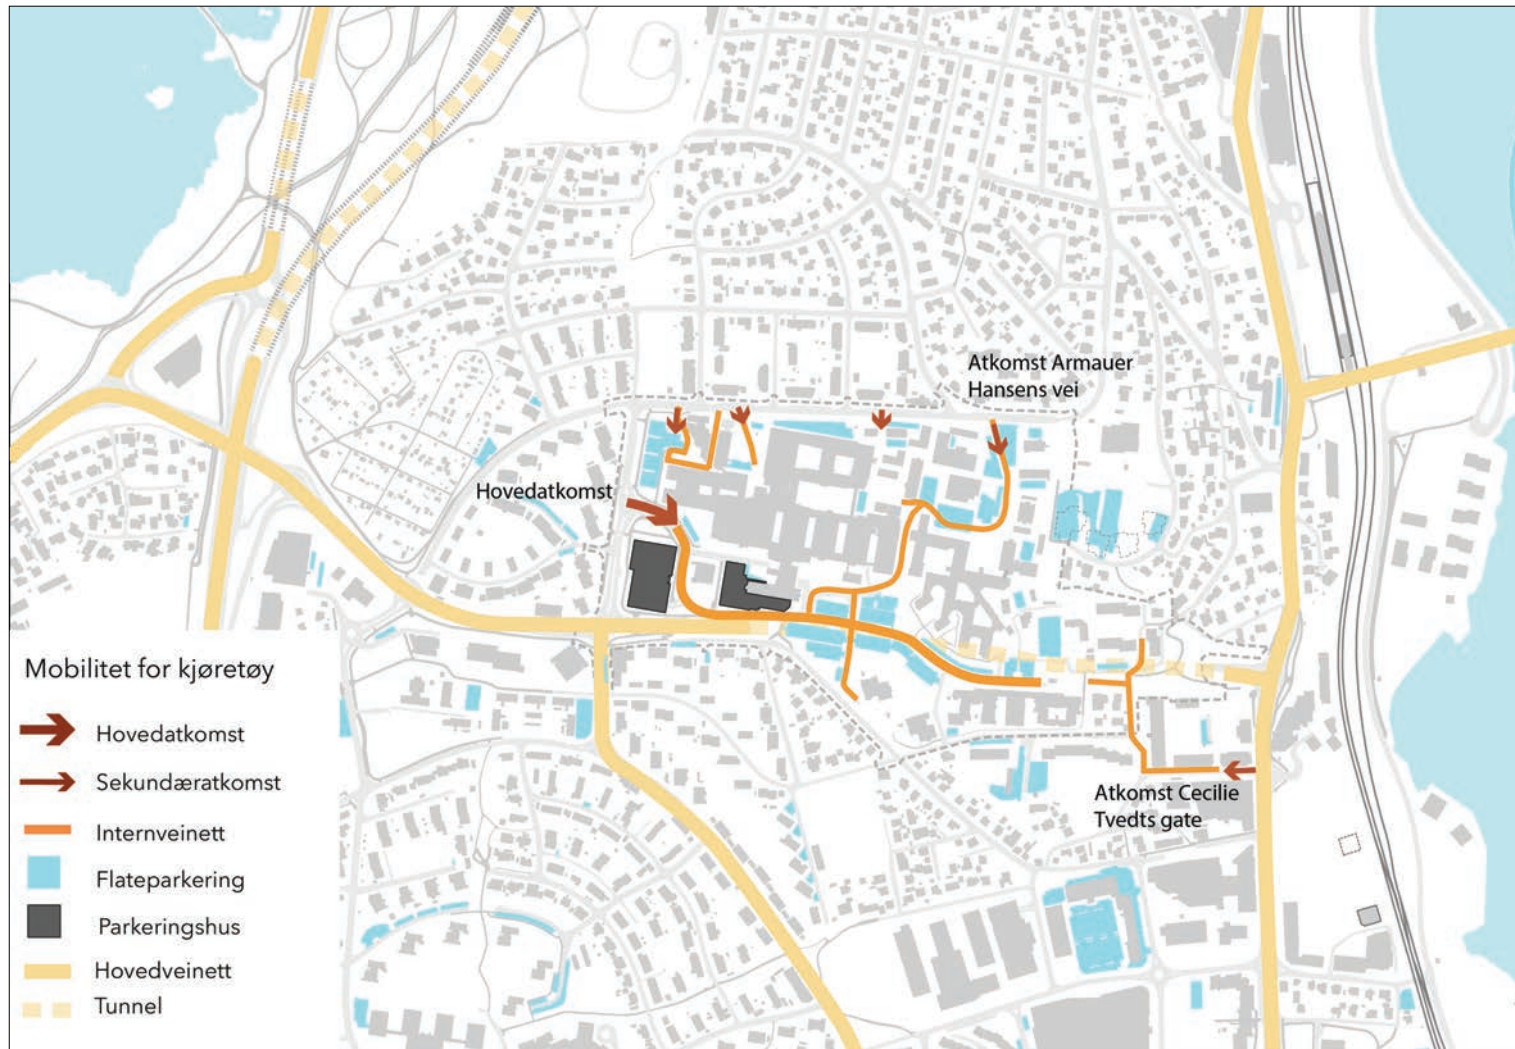 Atkomst Armauer
Hansens vei
Hovedatkomst
Atkomst Cecilie
Tvedts gate
Mobilitet for kjøretøy
Hovedatkomst
Sekundæratkomst
Internveinett
Flateparkering
Parkeringshus
Hovedveinett
Tunnel